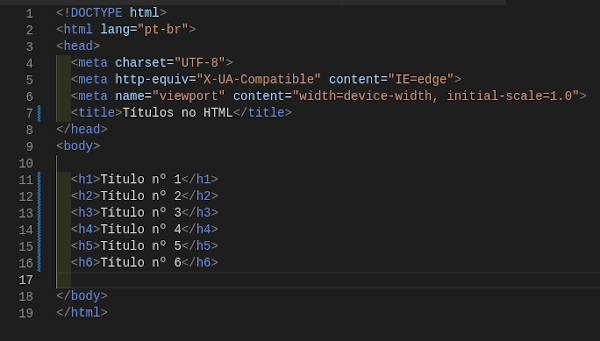 1 <!DOCTYPE html>
2 <html lang="pt-br">
3 <head>
4 <meta charset="UTF-8">
5 <meta http-equiv="X-UA-Compatible" content="IE=edge">
6 <meta name="viewport" content="width=device-width, initial-scale=1.0">
7 <title>Títulos no HTML</title>
8 </head>
9 <body>
10
11 <h1>Título nº 1</h1>
12 <h2>Título nº 2</h2>
13 <h3>Título nº 3</h3>
14 <h4>Título nº 4</h4>
15 <h5>Título nº 5</h5>
16 <h6>Título nº 6</h6>
17
18 </body>
19 </html>